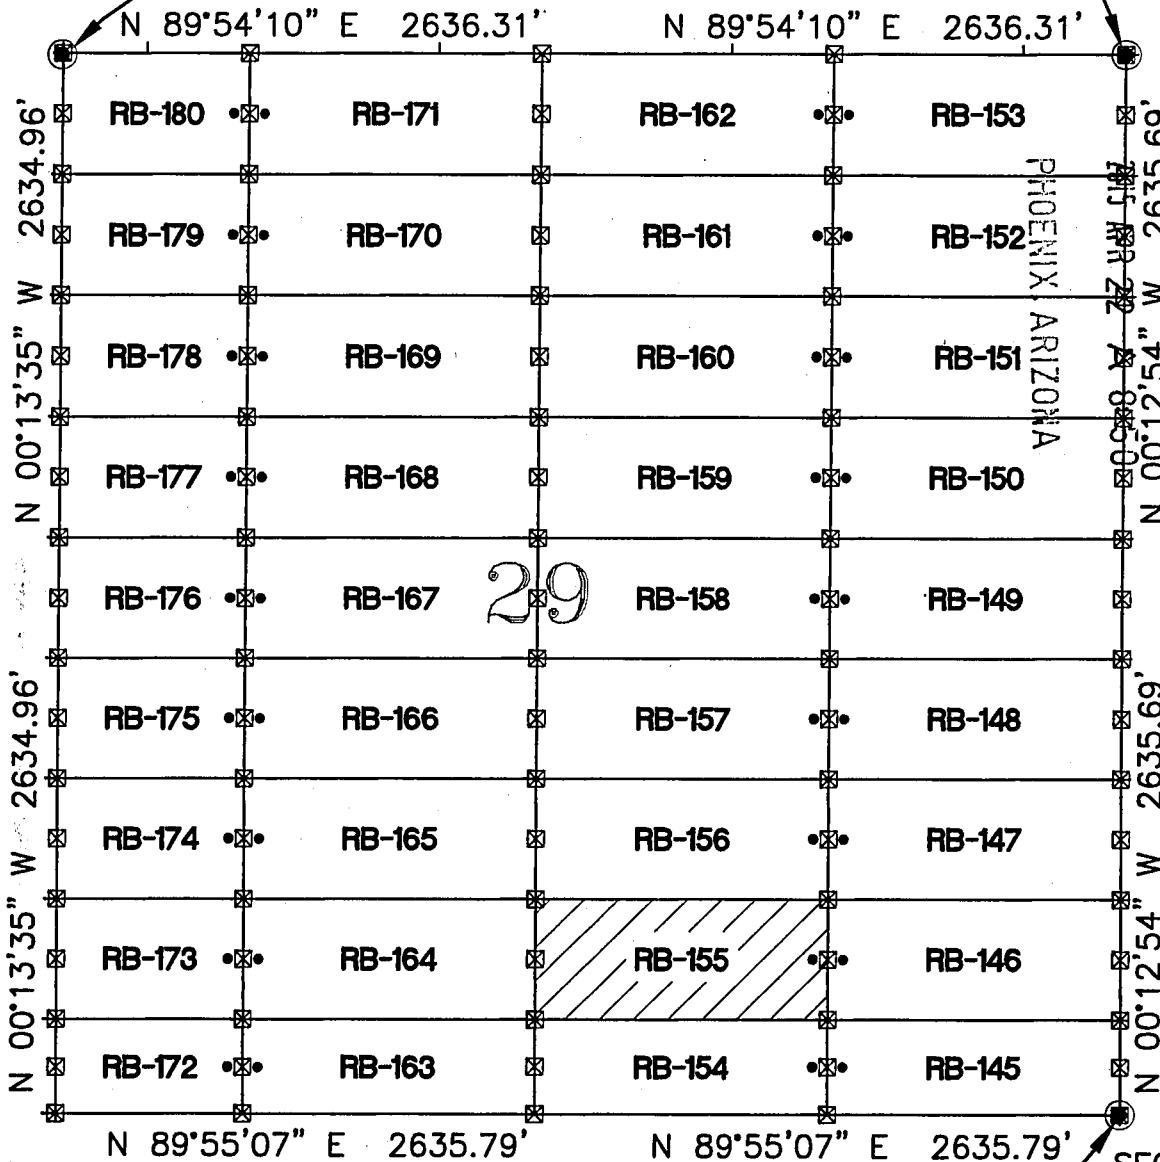 N 89°54'10" E 2636.31' N 89°54'10" E 2636.31'
RB-180 RB-171 RB-162 RB-153
RB-179 RB-170 RB-161 RB-152
RB-178 RB-169 RB-160 RB-151
RB-177 RB-168 RB-159 RB-150
RB-176 RB-167 29 RB-158 RB-149
RB-175 RB-166 RB-157 RB-148
RB-174 RB-165 RB-156 RB-147
RB-173 RB-164 RB-155 RB-146
RB-172 RB-163 RB-154 RB-145
N 89°55'07" E 2635.79' N 89°55'07" E 2635.79'
N 00°13'35" W 2634.96'
N 00°13'35" W 2634.96'
N 00°12'54" W 2635.69'
N 00°12'54" W 2635.69'
PHOENIX, ARIZONA
APR 22 A 8:50